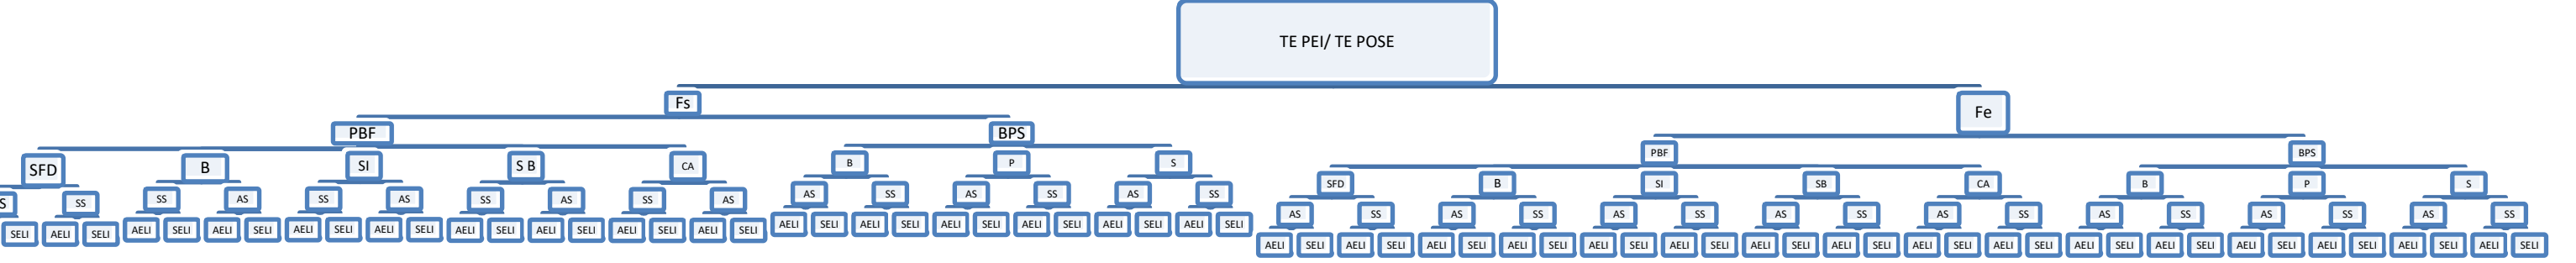 TE PEI/ TE POSE
Fs Fe
PBF BPS PBF BPS
SFD B SI S B CA B P S SFD B SI SB CA B P S
S SS SS AS SS AS SS AS SS AS AS SS AS SS AS SS AS SS AS SS AS SS AS SS AS SS AS SS AS SS AS SS
SELI AELI SELI AELI SELI AELI SELI AELI SELI AELI SELI AELI SELI AELI SELI AELI SELI AELI SELI AELI SELI AELI SELI AELI SELI AELI SELI AELI SELI AELI SELI AELI SELI AELI SELI AELI SELI AELI SELI AELI SELI AELI SELI AELI SELI AELI SELI AELI SELI AELI SELI AELI SELI AELI SELI AELI SELI AELI SELI AELI SELI AELI SELI